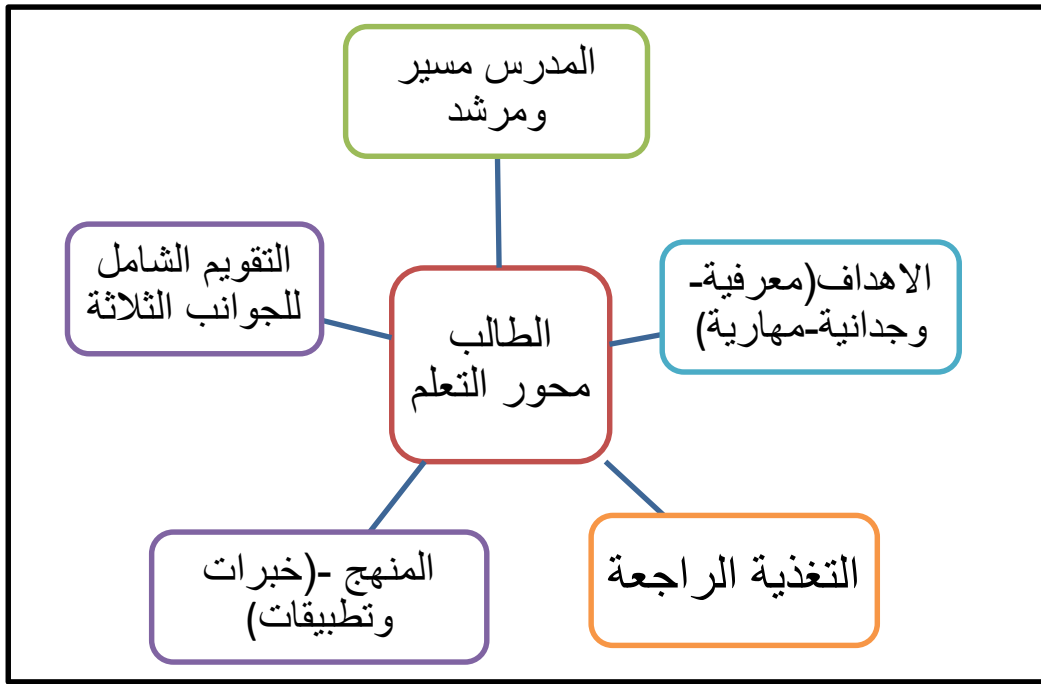 المدرس مسير
ومرشد
الاهداف(معرفية-
وجدانية-مهارية)
التقويم الشامل
للجوانب الثلاثة
الطالب
محور التعلم
التغذية الراجعة
المنهج -(خبرات
وتطبيقات)